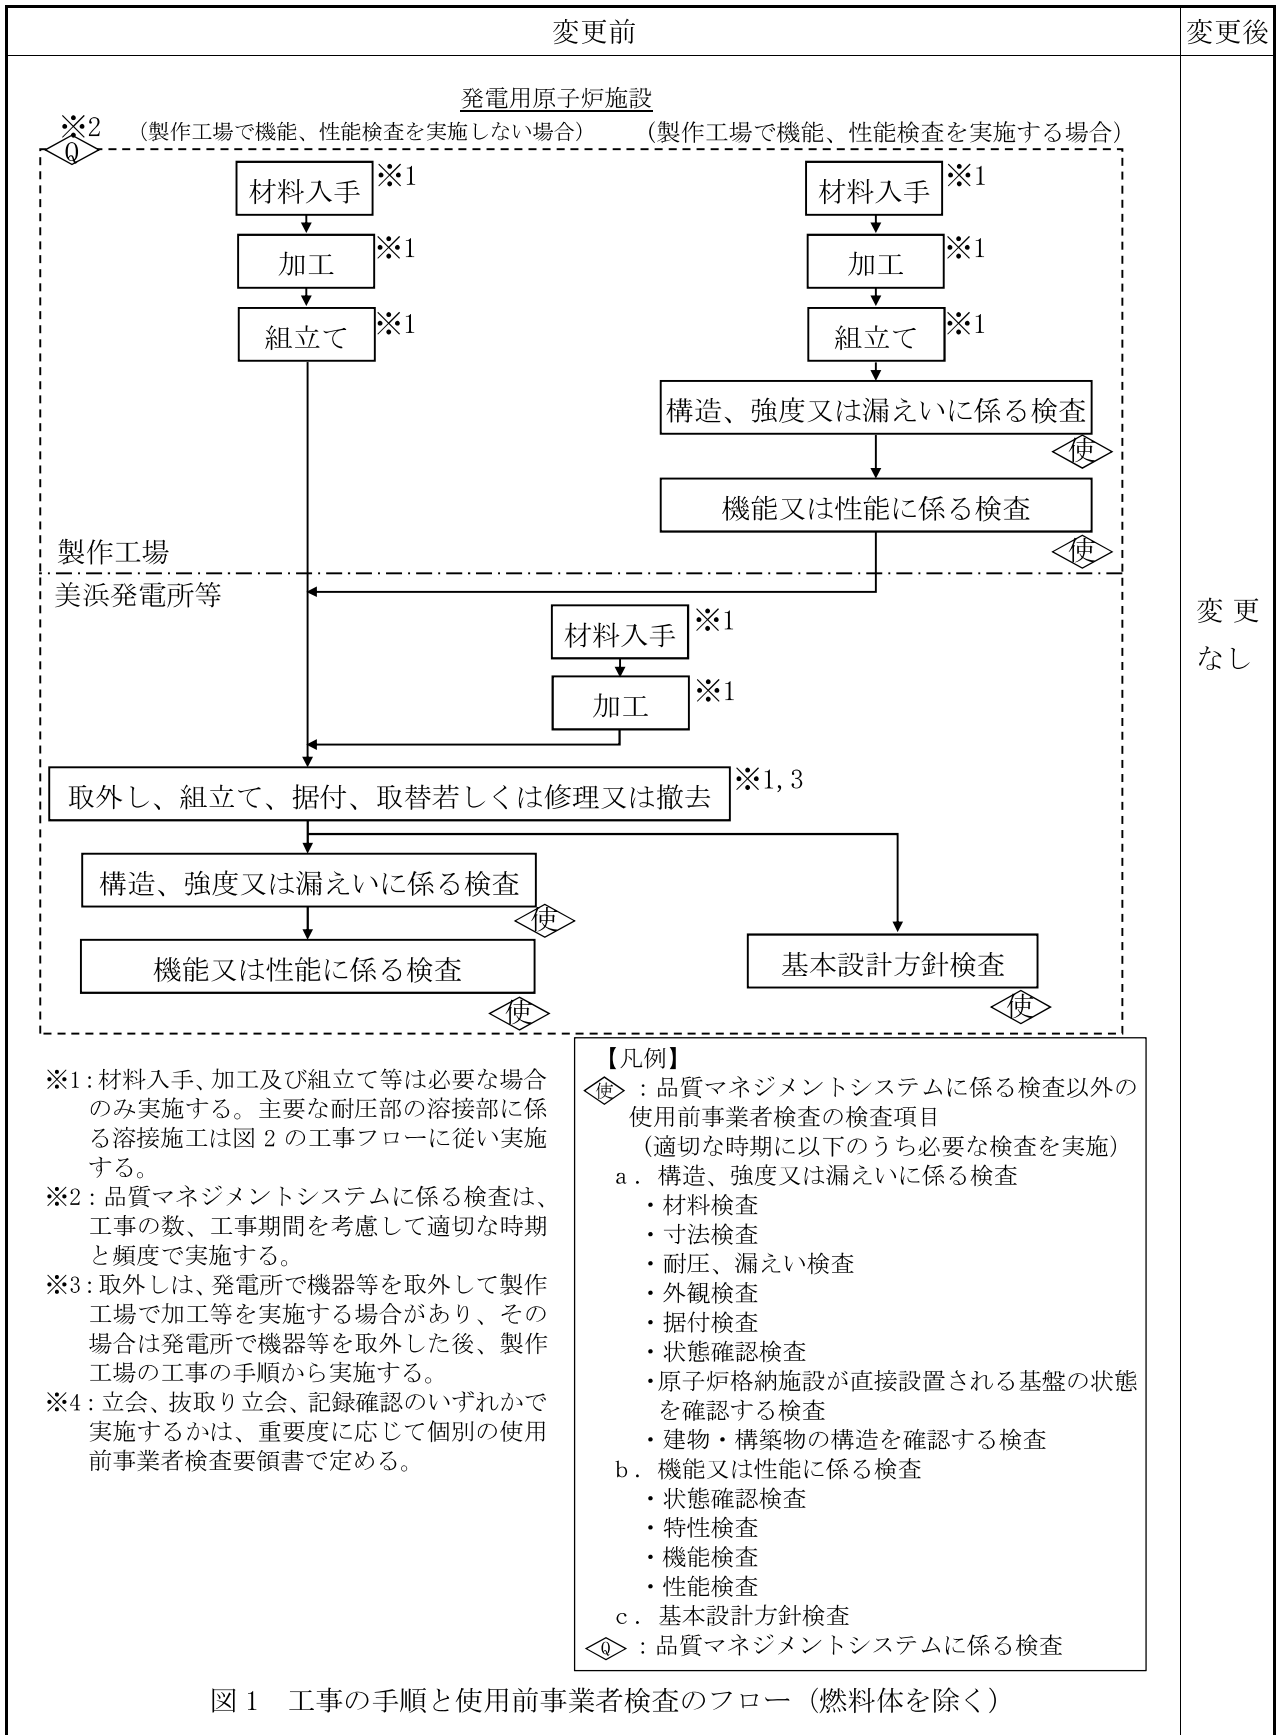 変更前
変更後
発電用原子炉施設
※2
（製作工場で機能、性能検査を実施しない場合）
（製作工場で機能、性能検査を実施する場合）
Q
材料入手
※1
加工
※1
組立て
※1
材料入手
※1
加工
※1
組立て
※1
構造、強度又は漏えいに係る検査
使
機能又は性能に係る検査
使
製作工場
美浜発電所等
材料入手
※1
加工
※1
取外し、組立て、据付、取替若しくは修理又は撤去
※1,3
構造、強度又は漏えいに係る検査
使
機能又は性能に係る検査
使
基本設計方針検査
使
変更
なし
※1：材料入手、加工及び組立て等は必要な場合
のみ実施する。主要な耐圧部の溶接部に係
る溶接施工は図2の工事フローに従い実施
する。
※2：品質マネジメントシステムに係る検査は、
工事の数、工事期間を考慮して適切な時期
と頻度で実施する。
※3：取外しは、発電所で機器等を取外して製作
工場で加工等を実施する場合があり、その
場合は発電所で機器等を取外した後、製作
工場の工事の手順から実施する。
※4：立会、抜取り立会、記録確認のいずれかで
実施するかは、重要度に応じて個別の使用
前事業者検査要領書で定める。
【凡例】
使：品質マネジメントシステムに係る検査以外の
使用前事業者検査の検査項目
（適切な時期に以下のうち必要な検査を実施）
a．構造、強度又は漏えいに係る検査
・材料検査
・寸法検査
・耐圧、漏えい検査
・外観検査
・据付検査
・状態確認検査
・原子炉格納施設が直接設置される基盤の状態
を確認する検査
・建物・構築物の構造を確認する検査
b．機能又は性能に係る検査
・状態確認検査
・特性検査
・機能検査
・性能検査
c．基本設計方針検査
Q：品質マネジメントシステムに係る検査
図1　工事の手順と使用前事業者検査のフロー（燃料体を除く）